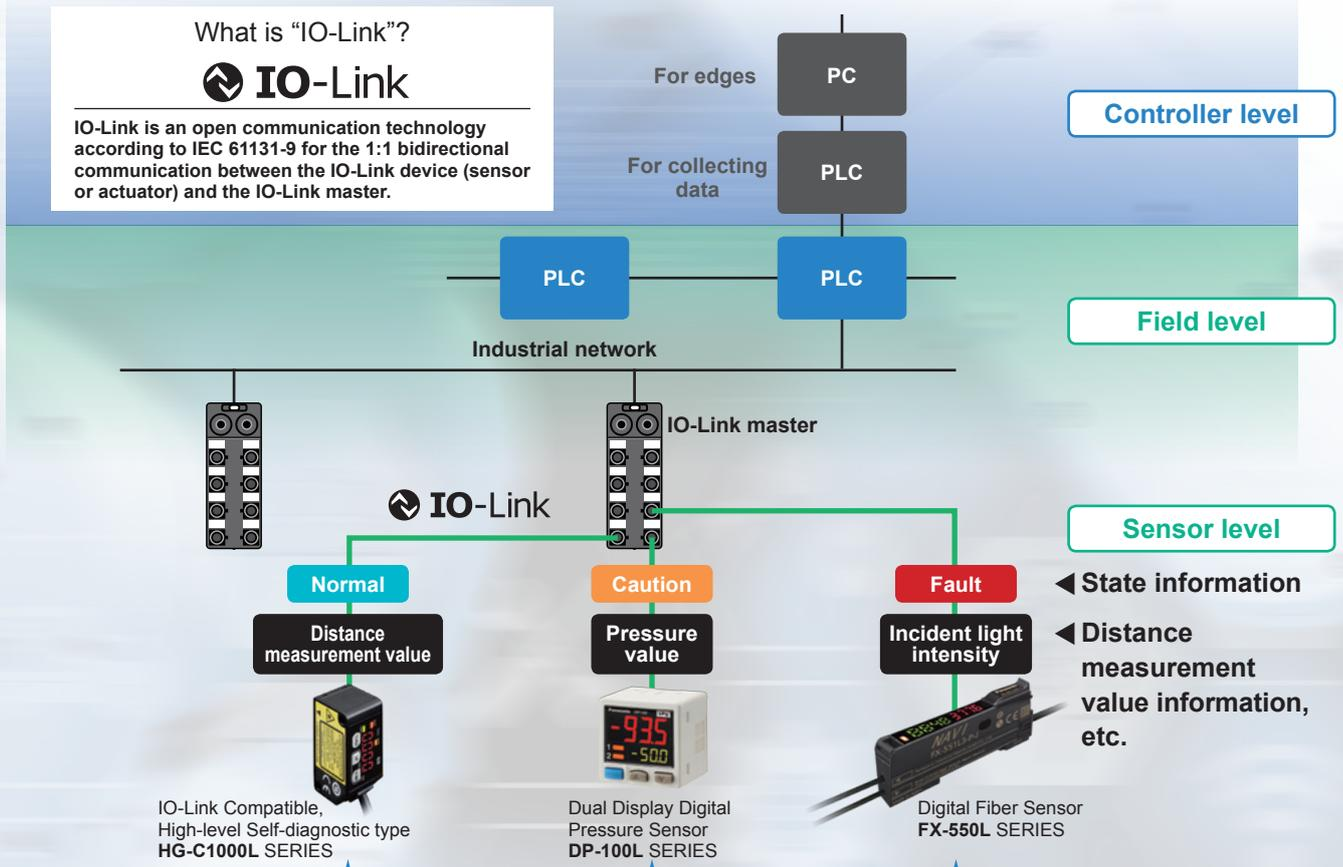 What is “IO-Link”?
IO-Link
IO-Link is an open communication technology
according to IEC 61131-9 for the 1:1 bidirectional
communication between the IO-Link device (sensor
or actuator) and the IO-Link master.
For edges
PC
Controller level
For collecting
data
PLC
PLC
PLC
Field level
Industrial network
IO-Link master
IO-Link
Sensor level
Normal
Caution
Fault
◀ State information
Distance
measurement value
Pressure
value
Incident light
intensity
◀ Distance
measurement
value information,
etc.
-93.5
-50.0
NAVI
IO-Link Compatible,
High-level Self-diagnostic type
HG-C1000L SERIES
Dual Display Digital
Pressure Sensor
DP-100L SERIES
Digital Fiber Sensor
FX-550L SERIES